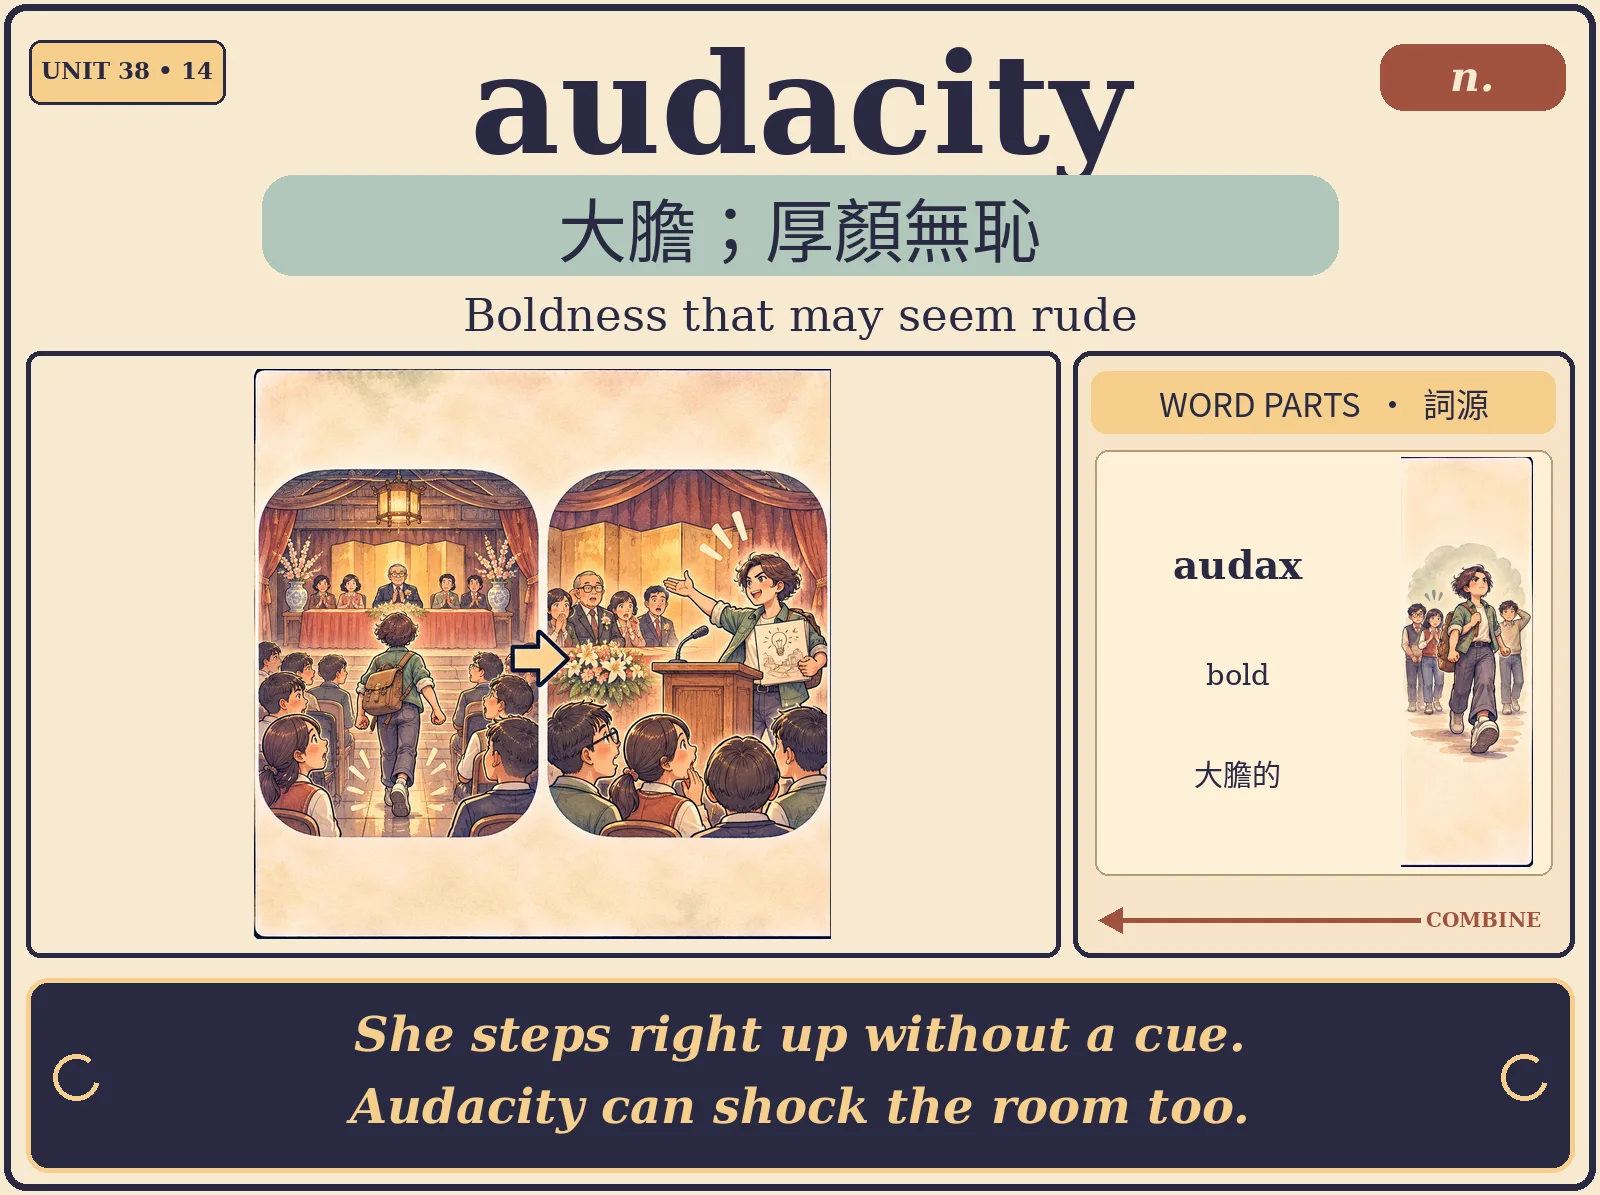 UNIT 38 • 14
audacity
n.
大膽；厚顏無恥
Boldness that may seem rude
WORD PARTS ・ 詞源
audax
bold
大膽的
COMBINE
She steps right up without a cue.
Audacity can shock the room too.